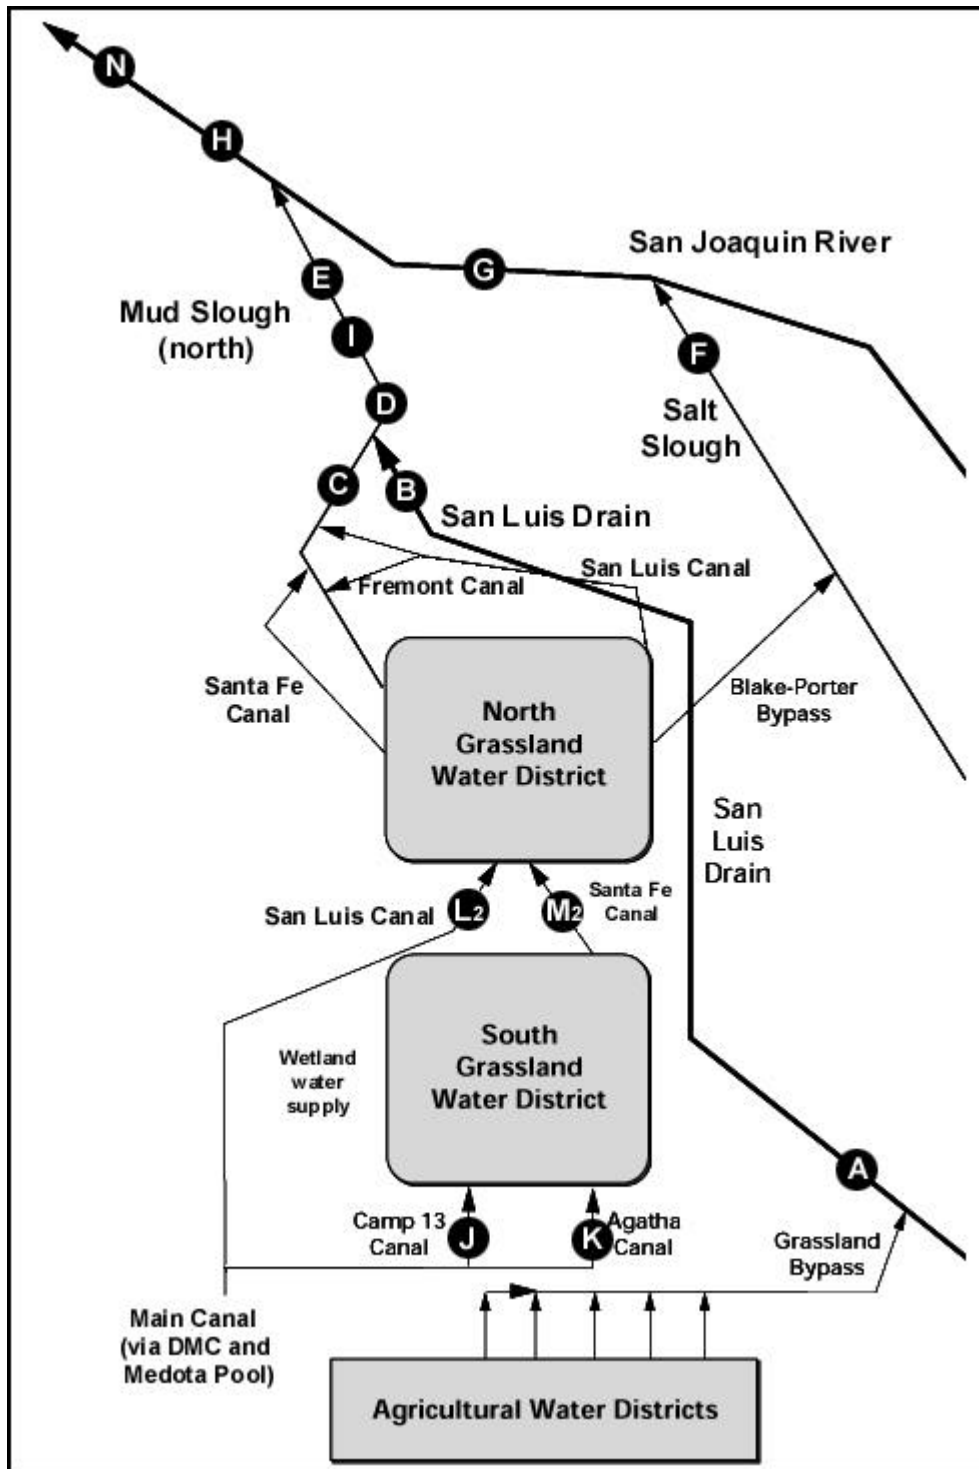 N
H
San Joaquin River
G
E
Mud Slough
(north)
I
F
D
Salt
Slough
C
B
San Luis Drain
San Luis Canal
Fremont Canal
Santa Fe
Canal
Blake-Porter
Bypass
North
Grassland
Water District
San
Luis
Drain
San Luis Canal
L2
M2
Santa Fe
Canal
South
Grassland
Water District
Wetland
water
supply
A
Camp 13
Canal
J
K
Agatha
Canal
Grassland
Bypass
Main Canal
(via DMC and
Medota Pool)
Agricultural Water Districts